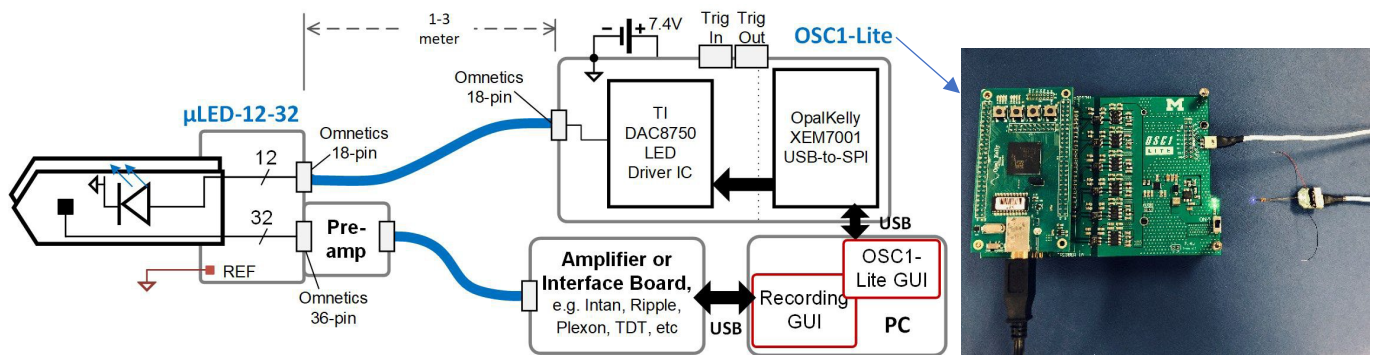 1-3
meter
7.4V
Trig
In
Trig
Out
OSC1-Lite
Omnetics
18-pin
µLED-12-32
TI
DAC8750
LED
Driver IC
OpalKelly
XEM7001
USB-to-SPI
Omnetics
18-pin
12
32
Pre-
amp
REF
Omnetics
36-pin
USB
Amplifier or
Interface Board,
e.g. Intan, Ripple,
Plexon, TDT, etc
USB
OSC1-
Lite GUI
Recording
GUI
PC
M
OSC1
LITE